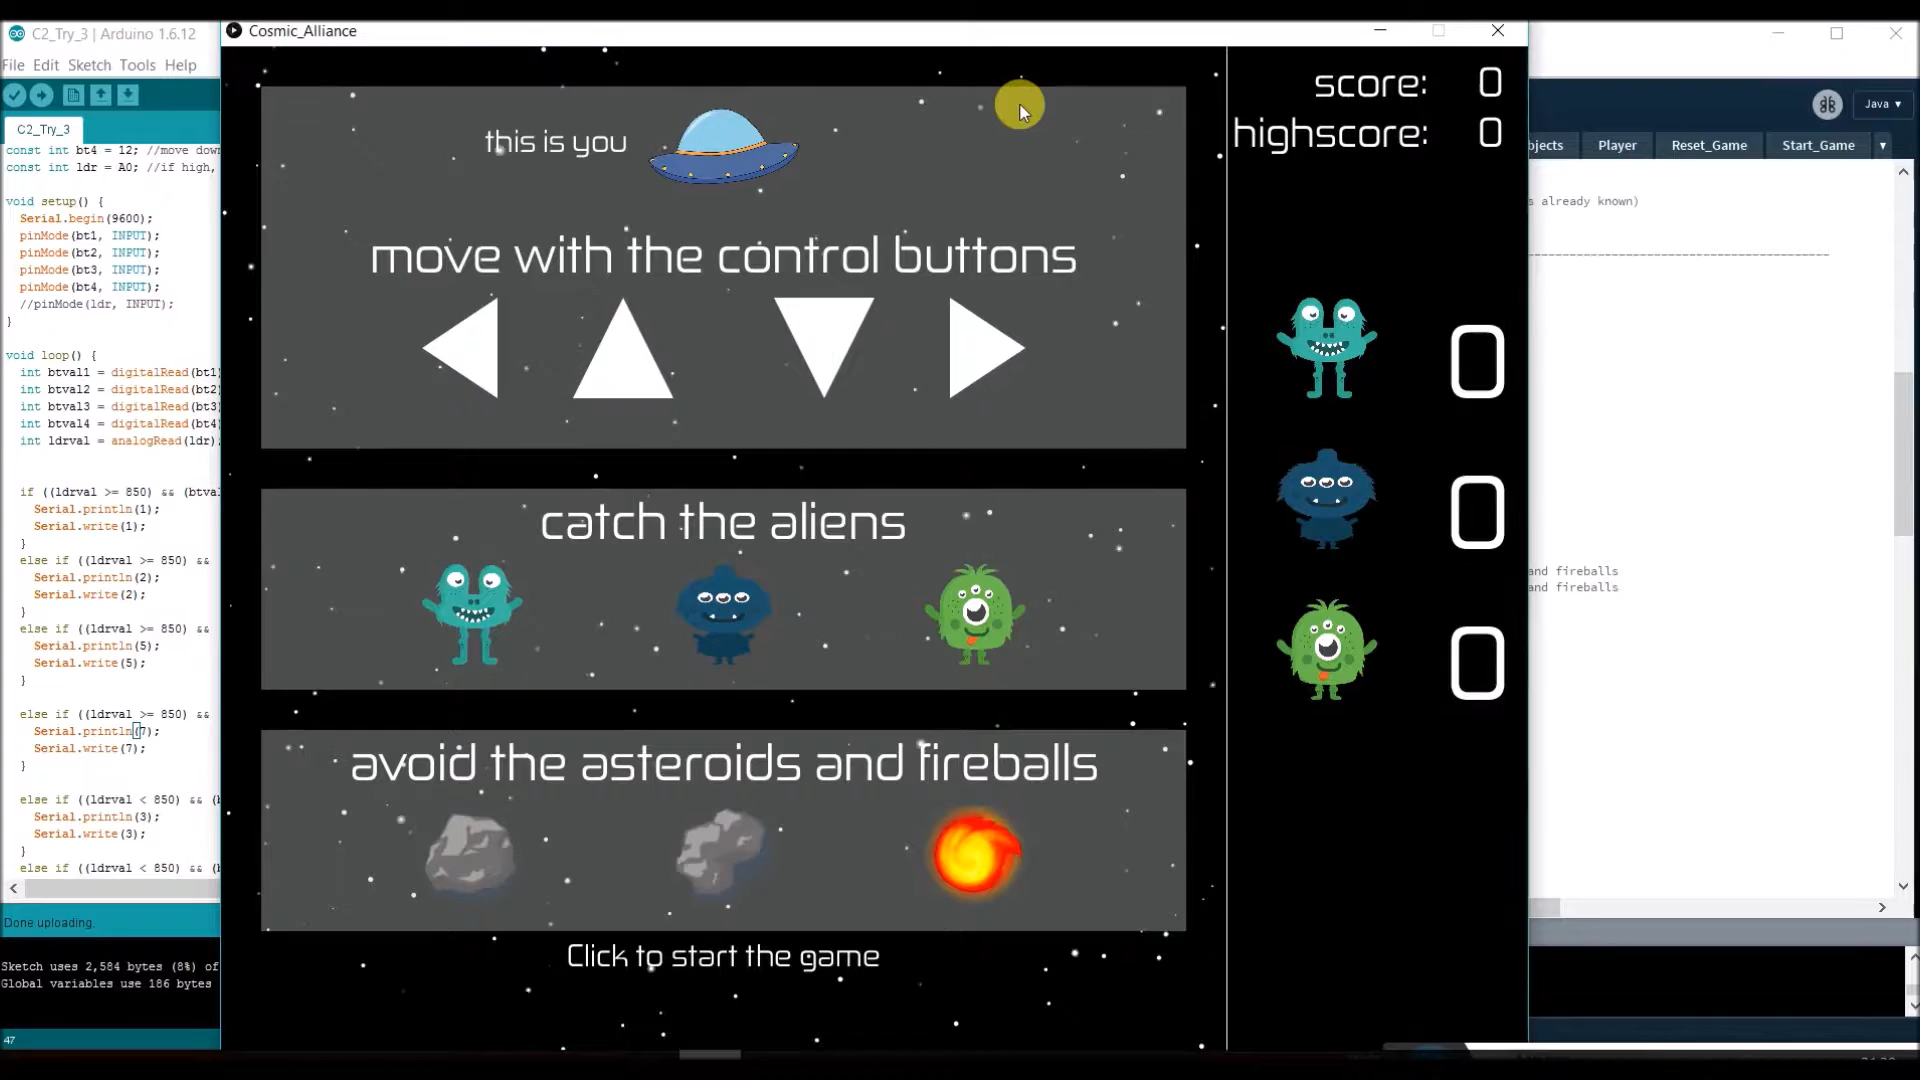 C2_Try_3 | Arduino 1.6.12
File Edit Sketch Tools Help
C2_Try_3
const int bt4 = 12; //move down
const int ldr = A0; //if high,
void setup() {
Serial.begin(9600);
pinMode(bt1, INPUT);
pinMode(bt2, INPUT);
pinMode(bt3, INPUT);
pinMode(bt4, INPUT);
//pinMode(ldr, INPUT);
}
void loop() {
int btval1 = digitalRead(bt1)
int btval2 = digitalRead(bt2)
int btval3 = digitalRead(bt3)
int btval4 = digitalRead(bt4)
int ldrval = analogRead(ldr);
if ((ldrval >= 850) && (btva
Serial.println(1);
Serial.write(1);
}
else if ((ldrval >= 850) &&
Serial.println(2);
Serial.write(2);
}
else if ((ldrval >= 850) &&
Serial.println(5);
Serial.write(5);
}
else if ((ldrval >= 850) &&
Serial.println(7);
Serial.write(7);
}
else if ((ldrval < 850) && (b
Serial.println(3);
Serial.write(3);
}
else if ((ldrval < 850) && (b
Done uploading.
Sketch uses 2,584 bytes (8%) of
Global variables use 186 bytes
47
Cosmic_Alliance
this is you
move with the control buttons
catch the aliens
avoid the asteroids and fireballs
Click to start the game
score: 0
highscore: 0
0
0
0
Java
bjects Player Reset_Game Start_Game
s already known)
and fireballs
and fireballs